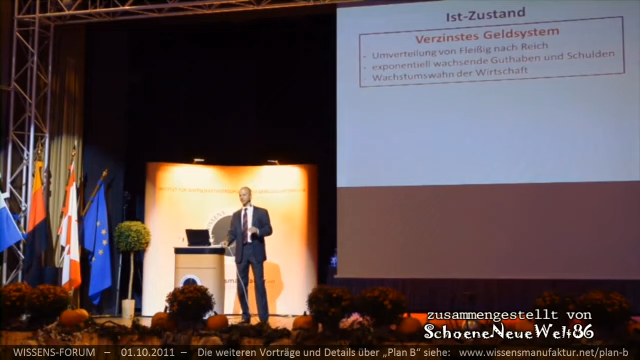 Ist-Zustand
Verzinstes Geldsystem
- Umverteilung von Fleißig nach Reich
- exponentiell wachsende Guthaben und Schulden
- Wachstumswahn der Wirtschaft
zusammengestellt von
SchoeneNeueWelt86
WISSENS-FORUM – 01.10.2011 – Die weiteren Vorträge und Details über „Plan B“ siehe: www.wissensmanufaktur.net/plan-b